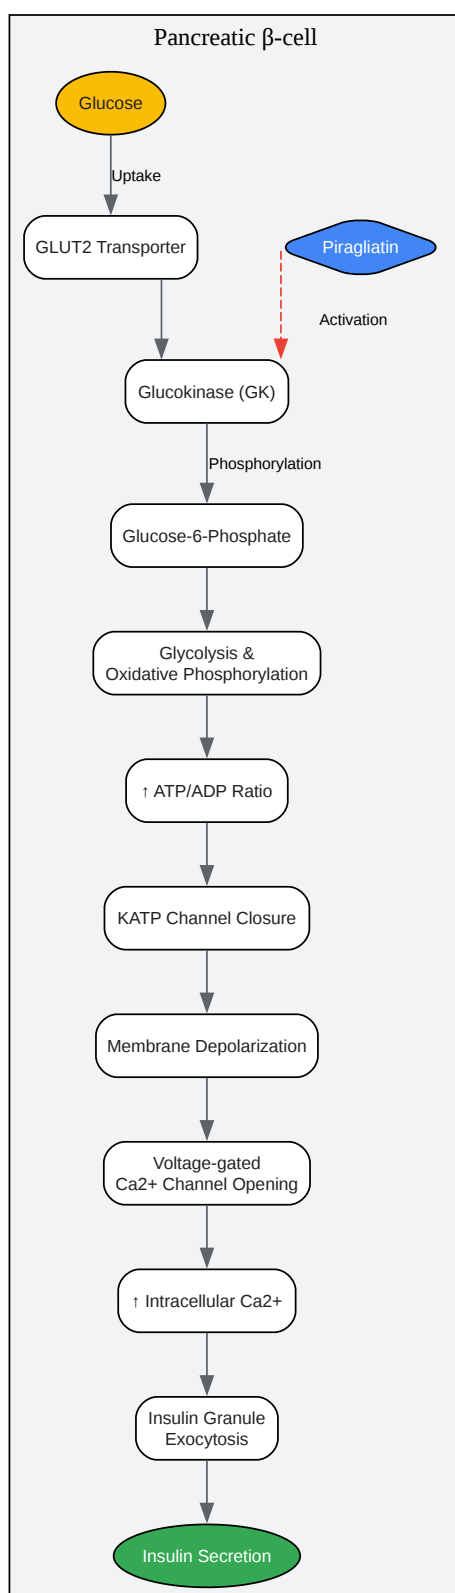 Pancreatic β-cell
Glucose
Uptake
GLUT2 Transporter
Piragliatin
Activation
Glucokinase (GK)
Phosphorylation
Glucose-6-Phosphate
Glycolysis &
Oxidative Phosphorylation
↑ ATP/ADP Ratio
KATP Channel Closure
Membrane Depolarization
Voltage-gated
Ca2+ Channel Opening
↑ Intracellular Ca2+
Insulin Granule
Exocytosis
Insulin Secretion